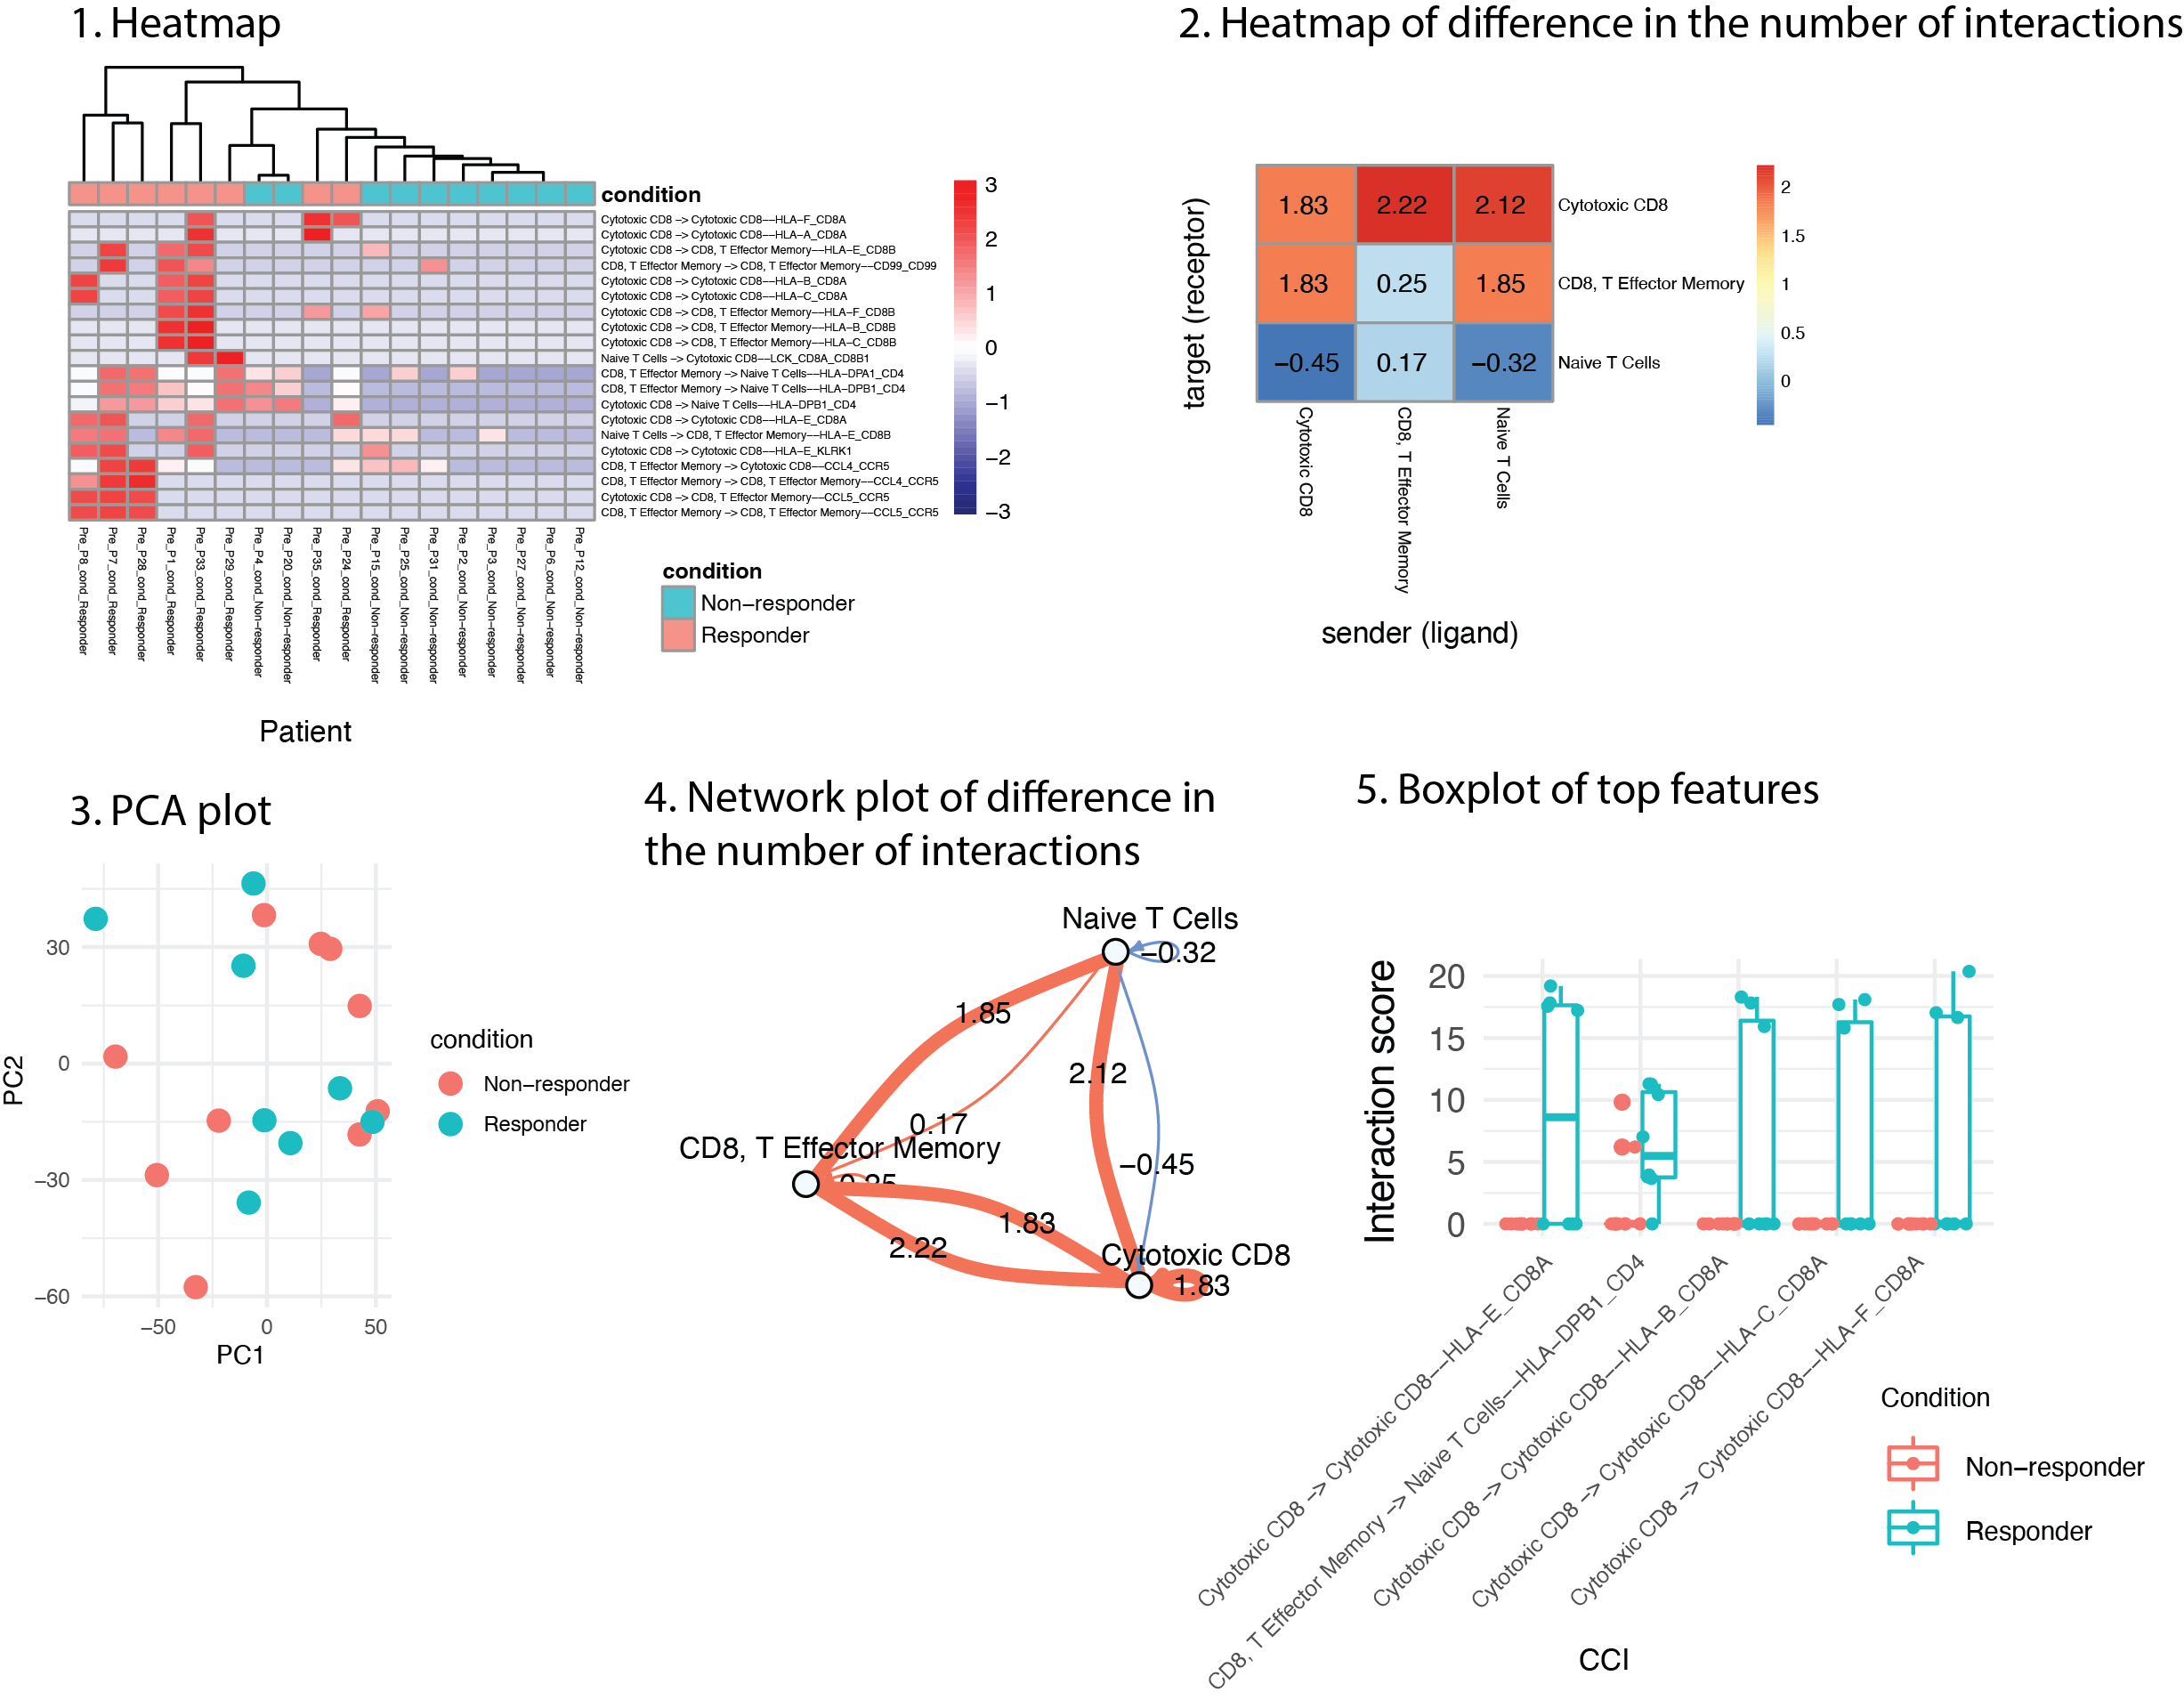 1. Heatmap
condition
Cytotoxic CD8 -> Cytotoxic CD8--HLA-F_CD8A
Cytotoxic CD8 -> Cytotoxic CD8--HLA-A_CD8A
Cytotoxic CD8 -> CD8, T Effector Memory--HLA-E_CD8B
CD8, T Effector Memory -> CD8, T Effector Memory--CD99_CD99
Cytotoxic CD8 -> Cytotoxic CD8--HLA-B_CD8A
Cytotoxic CD8 -> Cytotoxic CD8--HLA-C_CD8A
Cytotoxic CD8 -> CD8, T Effector Memory--HLA-F_CD8B
Cytotoxic CD8 -> CD8, T Effector Memory--HLA-B_CD8B
Cytotoxic CD8 -> CD8, T Effector Memory--HLA-C_CD8B
Naive T Cells -> Cytotoxic CD8--LCK_CD8A_CD8B1
CD8, T Effector Memory -> Naive T Cells--HLA-DPA1_CD4
CD8, T Effector Memory -> Naive T Cells--HLA-DPB1_CD4
Cytotoxic CD8 -> Naive T Cells--HLA-DPB1_CD4
Cytotoxic CD8 -> Cytotoxic CD8--HLA-E_CD8A
Naive T Cells -> CD8, T Effector Memory--HLA-E_CD8B
Cytotoxic CD8 -> Cytotoxic CD8--HLA-E_KLRK1
CD8, T Effector Memory -> Cytotoxic CD8--CCL4_CCR5
CD8, T Effector Memory -> CD8, T Effector Memory--CCL4_CCR5
Cytotoxic CD8 -> CD8, T Effector Memory--CCL5_CCR5
CD8, T Effector Memory -> CD8, T Effector Memory--CCL5_CCR5
3
2
1
0
−1
−2
−3
Pre_P8_cond_Responder
Pre_P7_cond_Responder
Pre_P28_cond_Responder
Pre_P1_cond_Responder
Pre_P33_cond_Responder
Pre_P29_cond_Responder
Pre_P4_cond_Non-responder
Pre_P20_cond_Non-responder
Pre_P35_cond_Responder
Pre_P24_cond_Responder
Pre_P15_cond_Non-responder
Pre_P25_cond_Non-responder
Pre_P31_cond_Non-responder
Pre_P2_cond_Non-responder
Pre_P3_cond_Non-responder
Pre_P27_cond_Non-responder
Pre_P6_cond_Non-responder
Pre_P12_cond_Non-responder
Patient
condition
Non-responder
Responder
2. Heatmap of difference in the number of interactions
1.83 2.22 2.12 Cytotoxic CD8
1.83 0.25 1.85 CD8, T Effector Memory
−0.45 0.17 −0.32 Naive T Cells
Cytotoxic CD8
CD8, T Effector Memory
Naive T Cells
target (receptor)
sender (ligand)
2
1.5
1
0.5
0
3. PCA plot
PC2
30
0
−30
−60
−50 0 50
PC1
condition
Non-responder
Responder
4. Network plot of difference in
the number of interactions
Naive T Cells
−0.32
1.85
2.12
0.17
CD8, T Effector Memory
−0.45
0.25
1.83
2.22
Cytotoxic CD8
1.83
5. Boxplot of top features
Interaction score
20
15
10
5
0
Cytotoxic CD8 -> Cytotoxic CD8--HLA-E_CD8A
CD8, T Effector Memory -> Naive T Cells--HLA-DPB1_CD4
Cytotoxic CD8 -> Cytotoxic CD8--HLA-B_CD8A
Cytotoxic CD8 -> Cytotoxic CD8--HLA-C_CD8A
Cytotoxic CD8 -> Cytotoxic CD8--HLA-F_CD8A
CCI
Condition
Non-responder
Responder